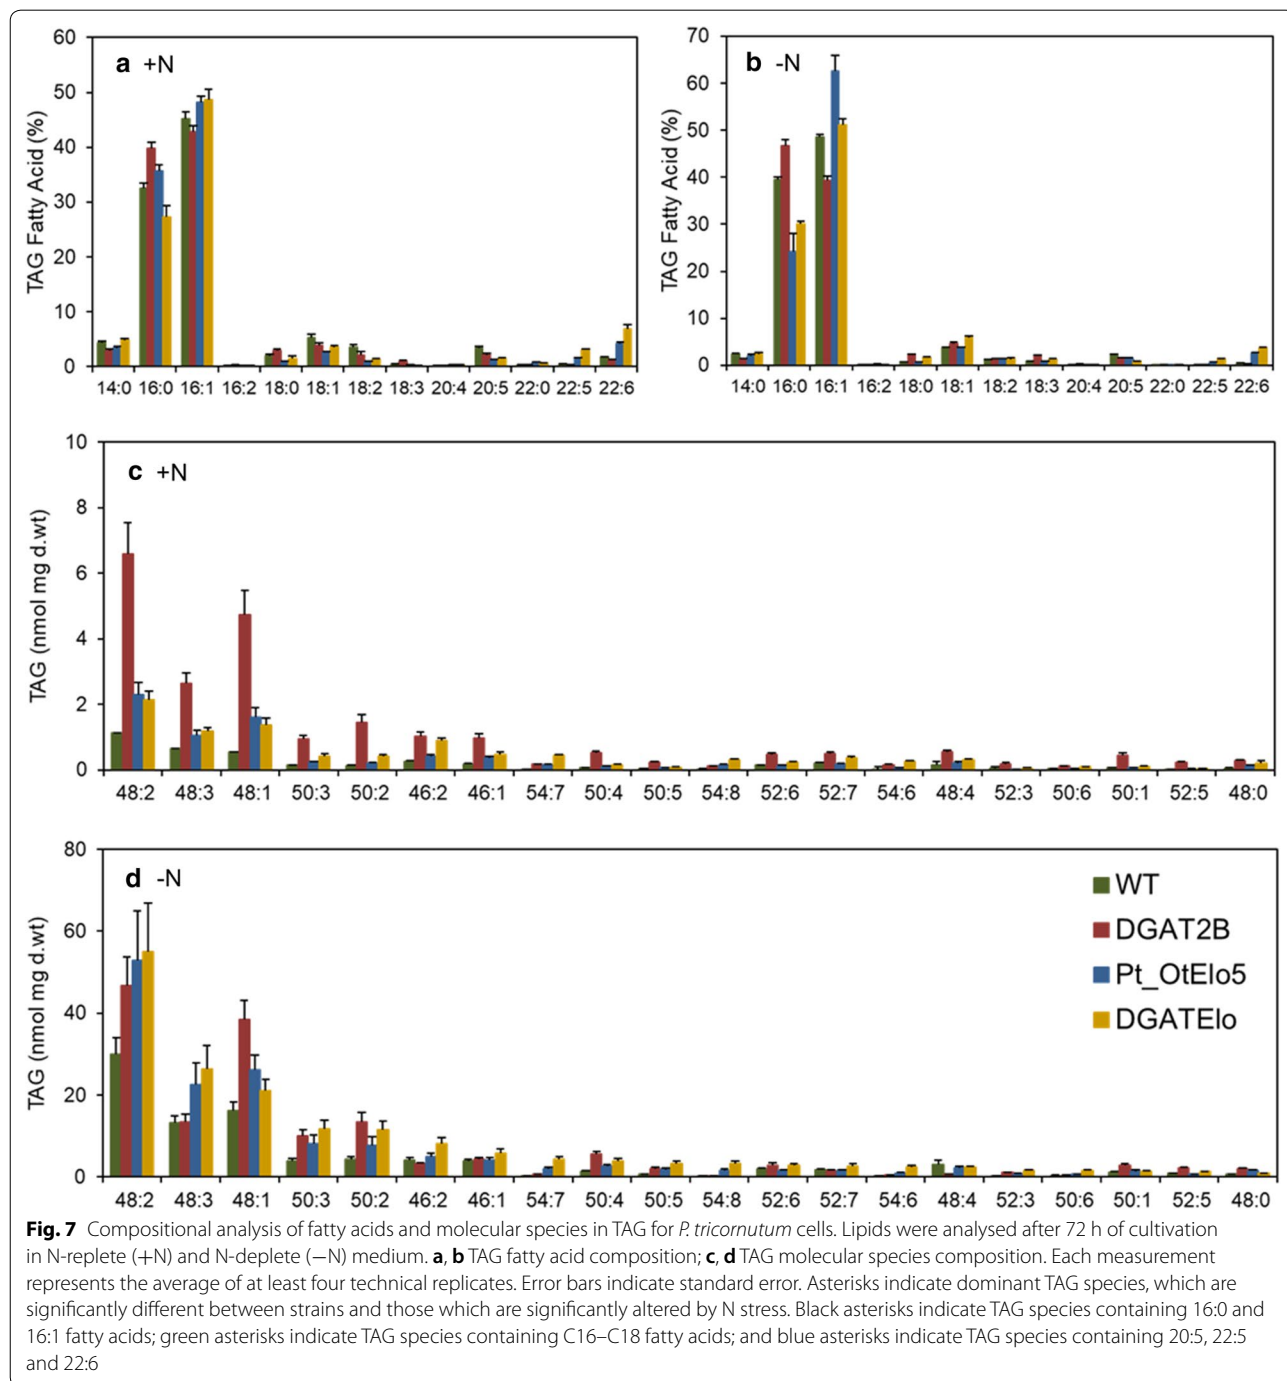 a +N
60
50
40
30
20
10
0
TAG Fatty Acid (%)
14:0 16:0 16:1 16:2 18:0 18:1 18:2 18:3 20:4 20:5 22:0 22:5 22:6
b -N
70
60
50
40
30
20
10
0
TAG Fatty Acid (%)
14:0 16:0 16:1 16:2 18:0 18:1 18:2 18:3 20:4 20:5 22:0 22:5 22:6
c +N
10
8
6
4
2
0
TAG (nmol mg d.wt)
48:2 48:3 48:1 50:3 50:2 46:2 46:1 54:7 50:4 50:5 54:8 52:6 52:7 54:6 48:4 52:3 50:6 50:1 52:5 48:0
d -N
80
60
40
20
0
TAG (nmol mg d.wt)
WT
DGAT2B
Pt_OtElo5
DGATElo
48:2 48:3 48:1 50:3 50:2 46:2 46:1 54:7 50:4 50:5 54:8 52:6 52:7 54:6 48:4 52:3 50:6 50:1 52:5 48:0
Fig. 7 Compositional analysis of fatty acids and molecular species in TAG for P. tricornutum cells. Lipids were analysed after 72 h of cultivation
in N-replete (+N) and N-deplete (−N) medium. a, b TAG fatty acid composition; c, d TAG molecular species composition. Each measurement
represents the average of at least four technical replicates. Error bars indicate standard error. Asterisks indicate dominant TAG species, which are
significantly different between strains and those which are significantly altered by N stress. Black asterisks indicate TAG species containing 16:0 and
16:1 fatty acids; green asterisks indicate TAG species containing C16–C18 fatty acids; and blue asterisks indicate TAG species containing 20:5, 22:5
and 22:6